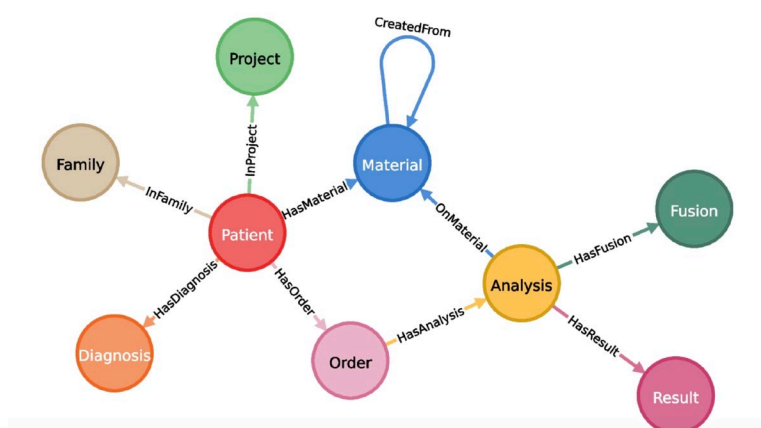 CreatedFrom
Project
InProject
Family
Material
InFamily
HasMaterial
Fusion
OnMaterial
Patient
HasFusion
HasDiagnosis
HasOrder
Analysis
HasAnalysis
HasResult
Diagnosis
Order
Result